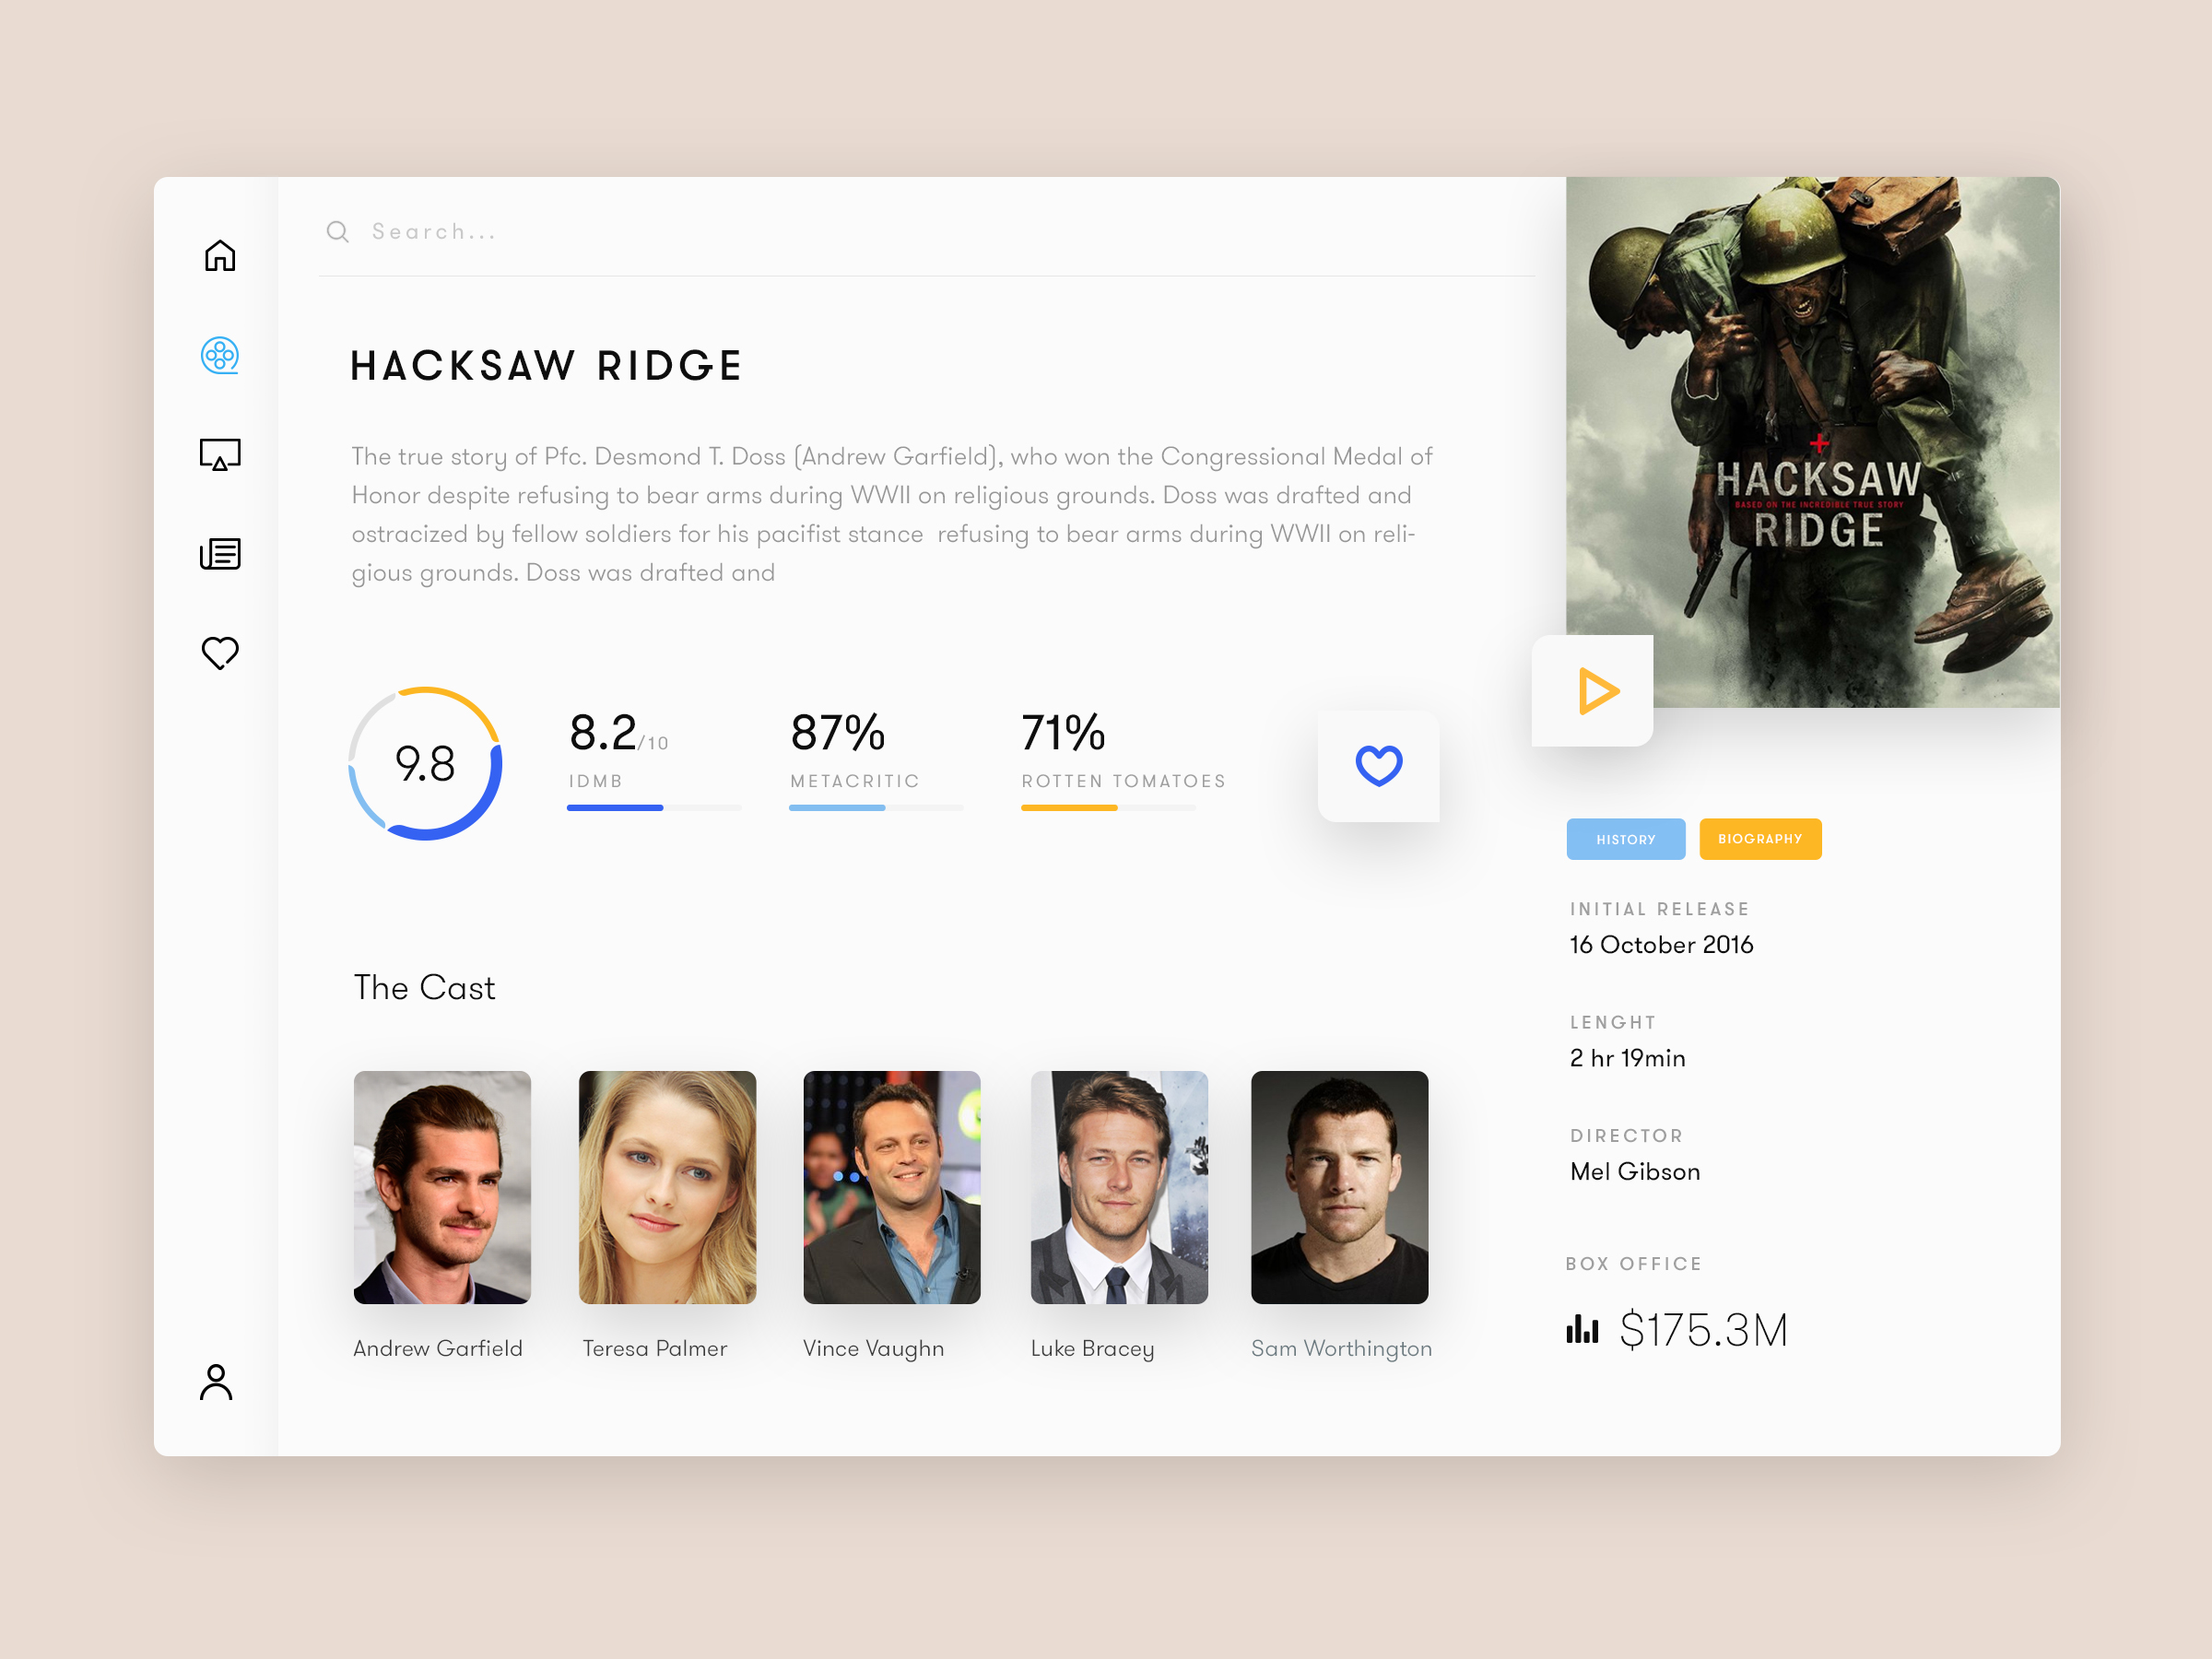 Search...
HACKSAW RIDGE
The true story of Pfc. Desmond T. Doss (Andrew Garfield), who won the Congressional Medal of
Honor despite refusing to bear arms during WWII on religious grounds. Doss was drafted and
ostracized by fellow soldiers for his pacifist stance  refusing to bear arms during WWII on reli-
gious grounds. Doss was drafted and
9.8
8.2/10
IDMB
87%
METACRITIC
71%
ROTTEN TOMATOES
The Cast
Andrew Garfield
Teresa Palmer
Vince Vaughn
Luke Bracey
Sam Worthington
HACKSAW
BASED ON THE INCREDIBLE TRUE STORY
RIDGE
HISTORY
BIOGRAPHY
INITIAL RELEASE
16 October 2016
LENGHT
2 hr 19min
DIRECTOR
Mel Gibson
BOX OFFICE
$175.3M